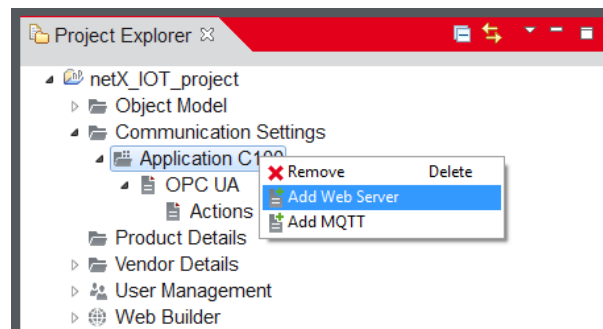 Project Explorer
netX_IOT_project
Object Model
Communication Settings
Application C100
Remove Delete
OPC UA
Add Web Server
Actions
Add MQTT
Product Details
Vendor Details
User Management
Web Builder